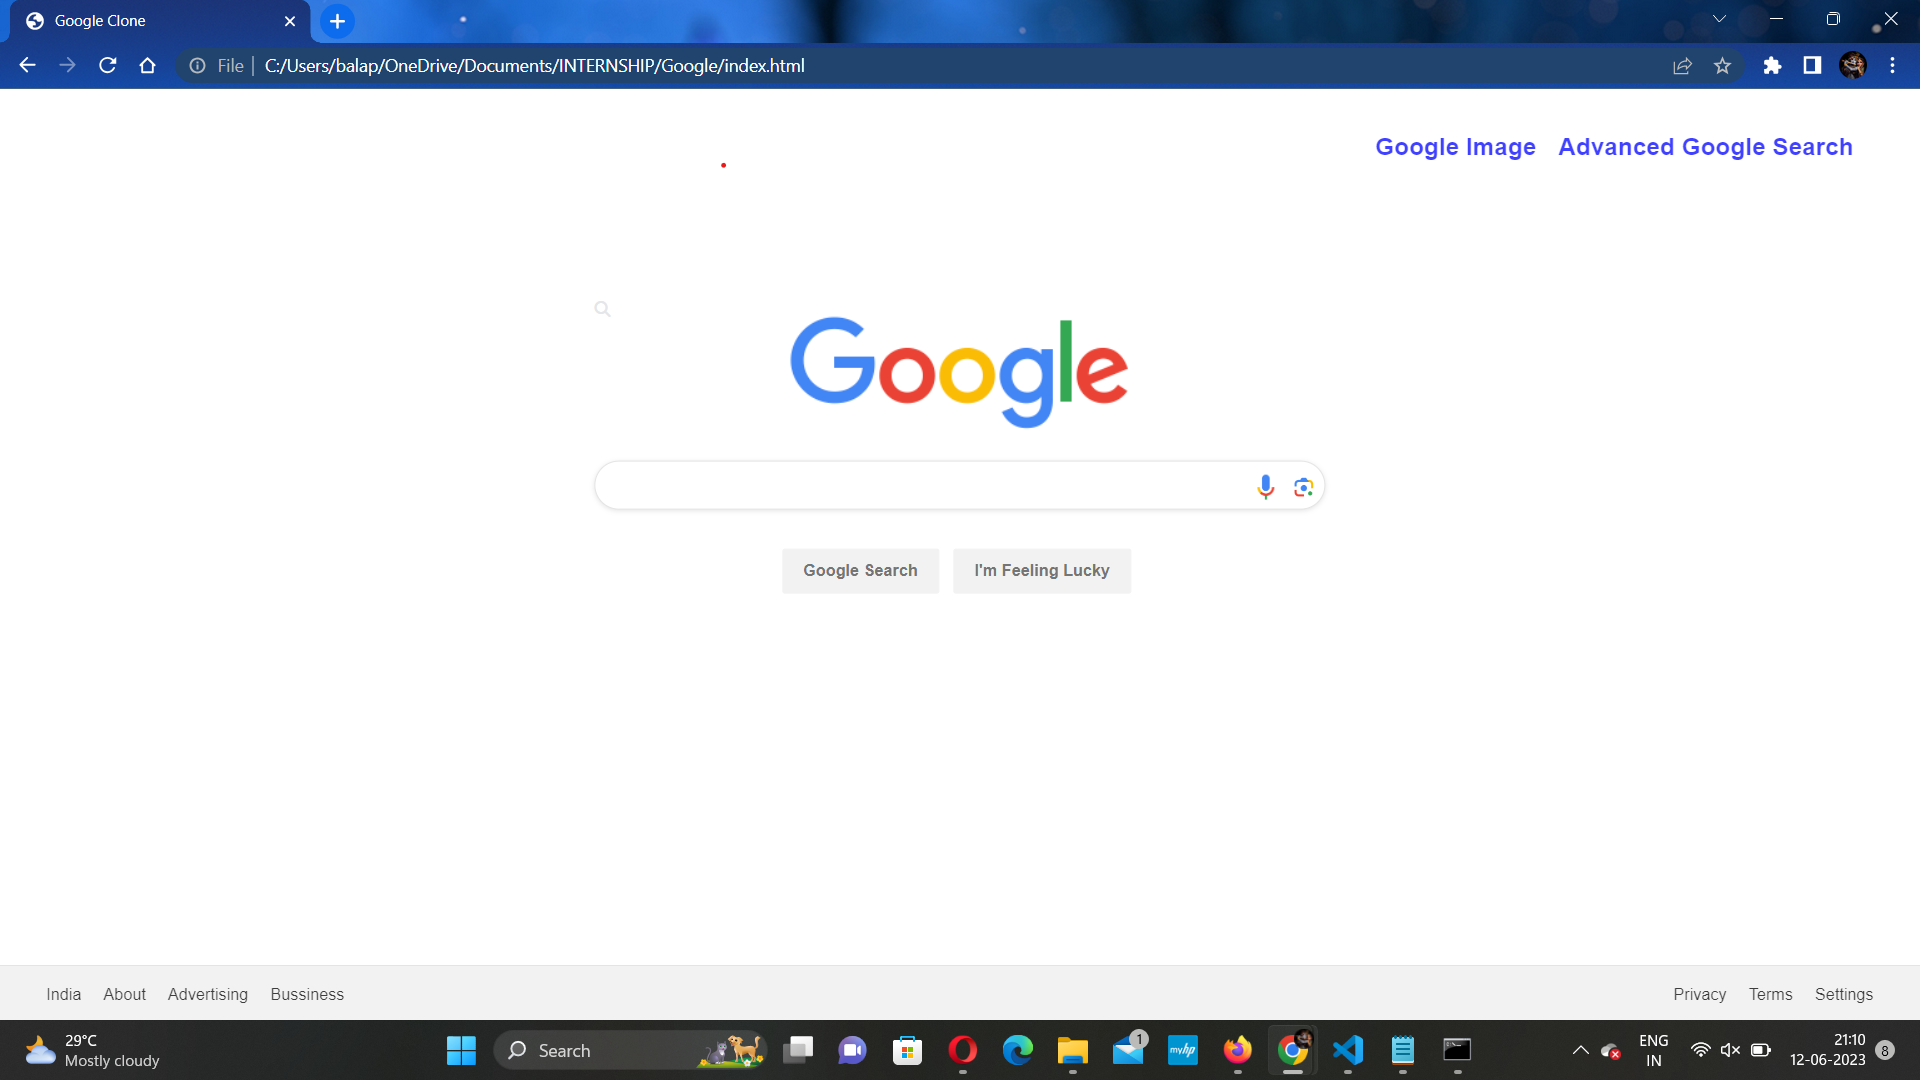 Google Clone
File | C:/Users/balap/OneDrive/Documents/INTERNSHIP/Google/index.html
Google Image Advanced Google Search
Google
Google Search I'm Feeling Lucky
India About Advertising Bussiness Privacy Terms Settings
29°C
Mostly cloudy
Search
1
myhp
ENG
IN
21:10
12-06-2023
8